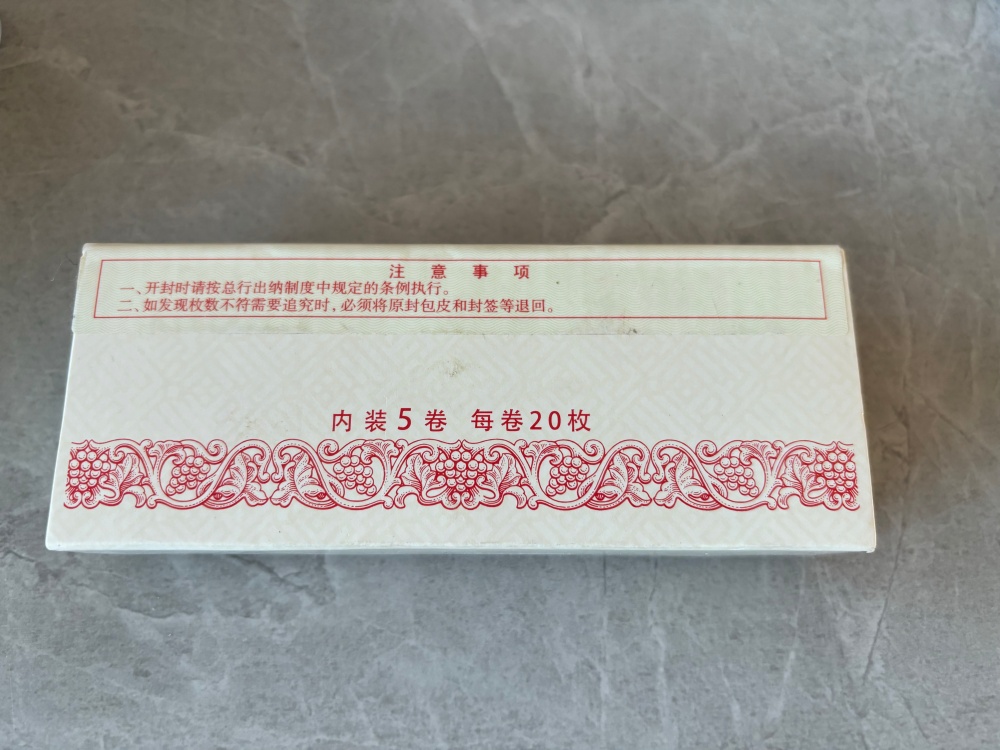 注意事项
一、开封时请按总行出纳制度中规定的条例执行。
二、如发现枚数不符需要追究时,必须将原封包皮和封签等退回。
内装5卷 每卷20枚